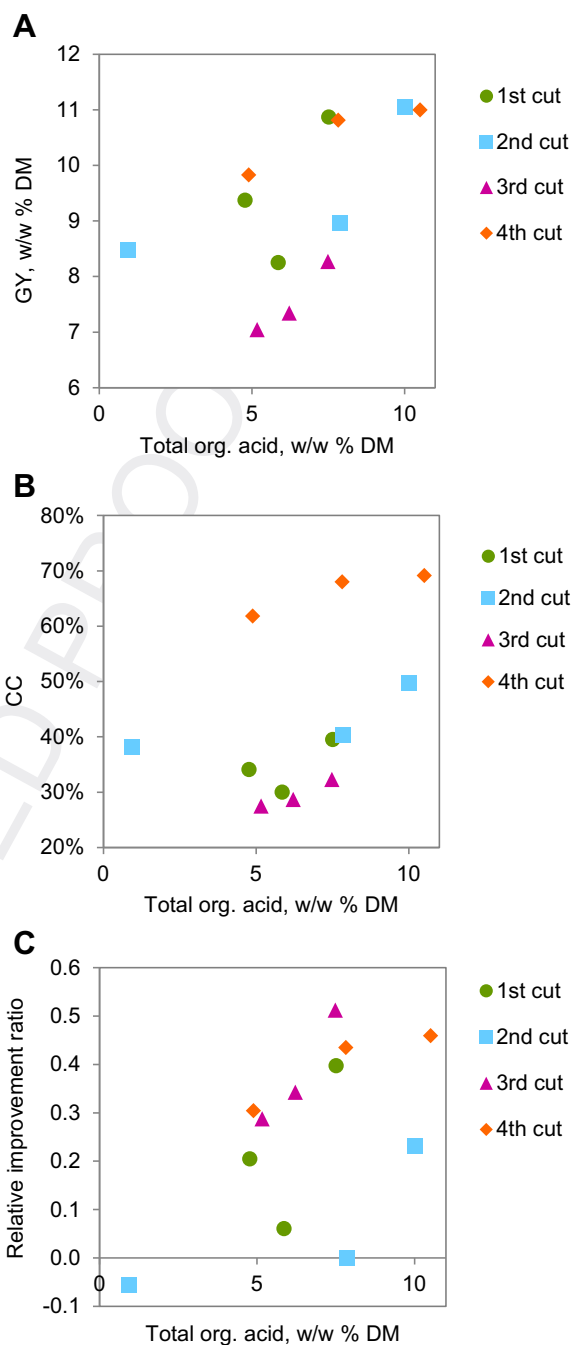 A
12
11
10
9
8
7
6
GY, w/w % DM
0 5 10
Total org. acid, w/w % DM
1st cut
2nd cut
3rd cut
4th cut
B
80%
70%
60%
50%
40%
30%
20%
CC
0 5 10
Total org. acid, w/w % DM
1st cut
2nd cut
3rd cut
4th cut
C
0.6
0.5
0.4
0.3
0.2
0.1
0.0
-0.1
Relative improvement ratio
0 5 10
Total org. acid, w/w % DM
1st cut
2nd cut
3rd cut
4th cut